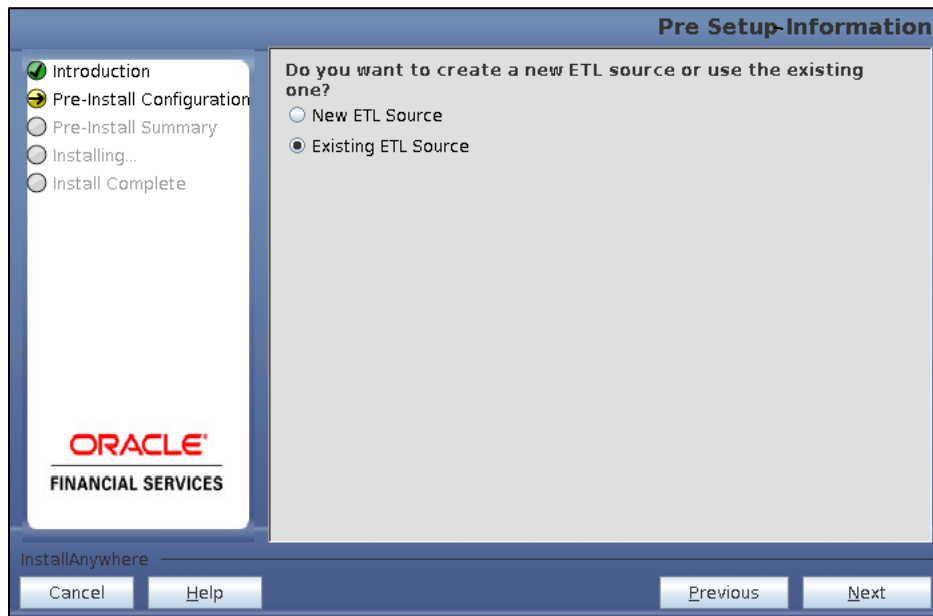 Pre Setup Information
Introduction
Pre-Install Configuration
Pre-Install Summary
Installing...
Install Complete
Do you want to create a new ETL source or use the existing
one?
New ETL Source
Existing ETL Source
ORACLE
FINANCIAL SERVICES
InstallAnywhere
Cancel
Help
Previous
Next